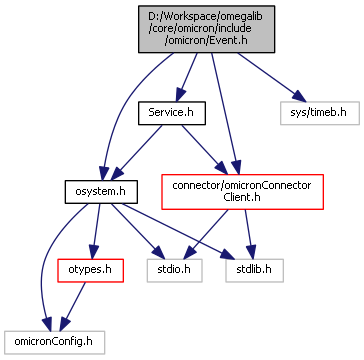 D:/Workspace/omegalib
/core/omicron/include
/omicron/Event.h
Service.h
sys/timeb.h
osystem.h
connector/omicronConnector
Client.h
otypes.h
stdio.h
stdlib.h
omicronConfig.h